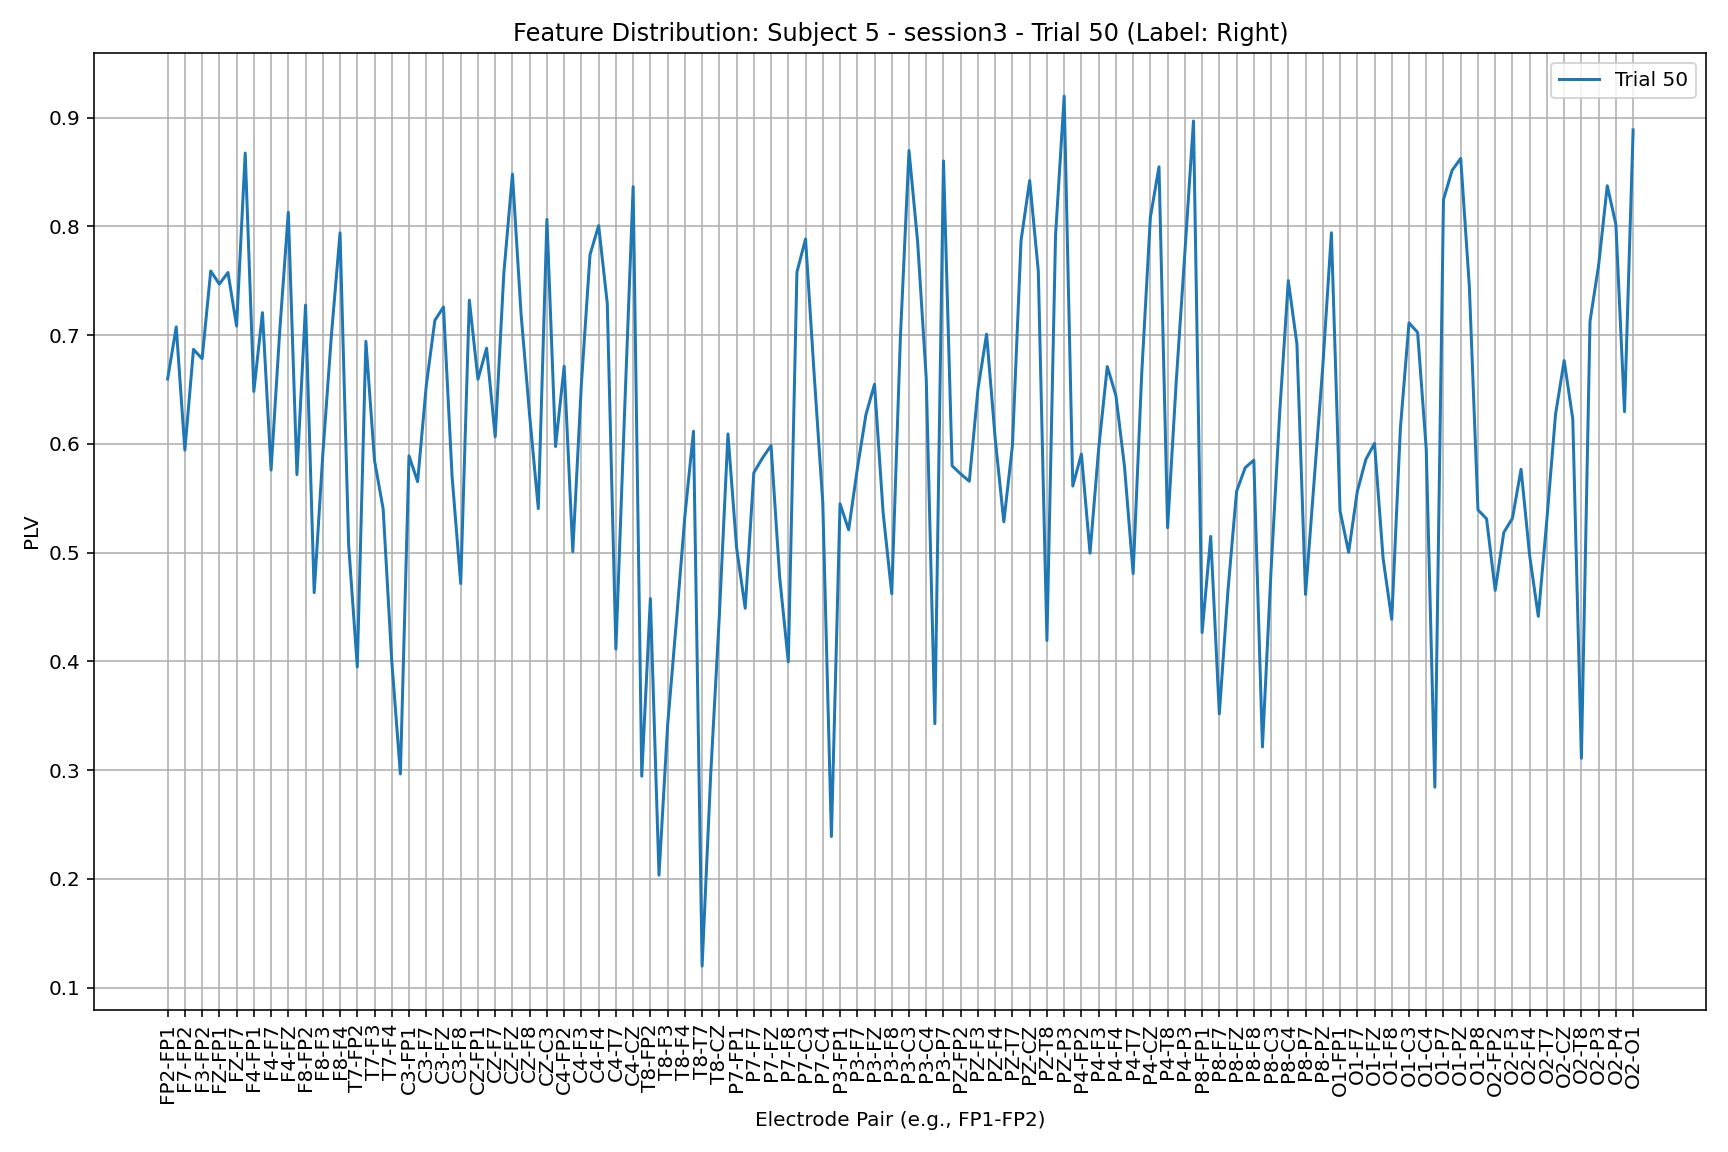 Feature Distribution: Subject 5 - session3 - Trial 50 (Label: Right)
Trial 50
PLV
0.9
0.8
0.7
0.6
0.5
0.4
0.3
0.2
0.1
FP2-FP1
F7-FP2
F3-FP2
FZ-FP1
FZ-F7
F4-FP1
F4-F7
F4-FZ
F8-FP2
F8-F3
F8-F4
T7-FP2
T7-F3
T7-F4
C3-FP1
C3-F7
C3-FZ
C3-F8
CZ-FP1
CZ-F7
CZ-FZ
CZ-F8
CZ-C3
C4-FP2
C4-F3
C4-F4
C4-T7
C4-CZ
T8-FP2
T8-F3
T8-F4
T8-T7
T8-CZ
P7-FP1
P7-F7
P7-FZ
P7-F8
P7-C3
P7-C4
P3-FP1
P3-F7
P3-FZ
P3-F8
P3-C3
P3-C4
P3-P7
PZ-FP2
PZ-F3
PZ-F4
PZ-T7
PZ-CZ
PZ-T8
PZ-P3
P4-FP2
P4-F3
P4-F4
P4-T7
P4-CZ
P4-T8
P4-P3
P8-FP1
P8-F7
P8-FZ
P8-F8
P8-C3
P8-C4
P8-P7
P8-PZ
O1-FP1
O1-F7
O1-FZ
O1-F8
O1-C3
O1-C4
O1-P7
O1-PZ
O1-P8
O2-FP2
O2-F3
O2-F4
O2-T7
O2-CZ
O2-T8
O2-P3
O2-P4
O2-O1
Electrode Pair (e.g., FP1-FP2)